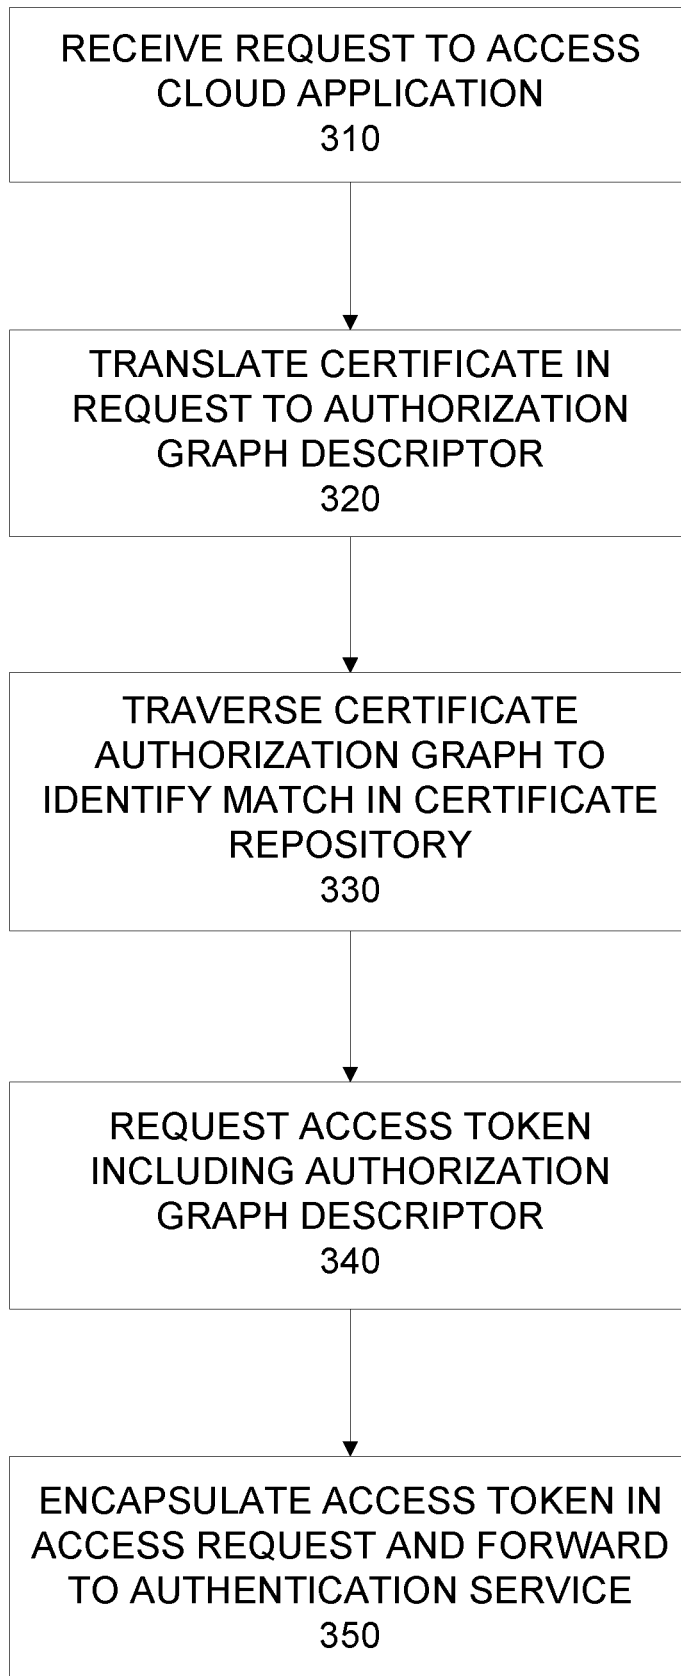 RECEIVE REQUEST TO ACCESS
CLOUD APPLICATION
310
TRANSLATE CERTIFICATE IN
REQUEST TO AUTHORIZATION
GRAPH DESCRIPTOR
320
TRAVERSE CERTIFICATE
AUTHORIZATION GRAPH TO
IDENTIFY MATCH IN CERTIFICATE
REPOSITORY
330
REQUEST ACCESS TOKEN
INCLUDING AUTHORIZATION
GRAPH DESCRIPTOR
340
ENCAPSULATE ACCESS TOKEN IN
ACCESS REQUEST AND FORWARD
TO AUTHENTICATION SERVICE
350